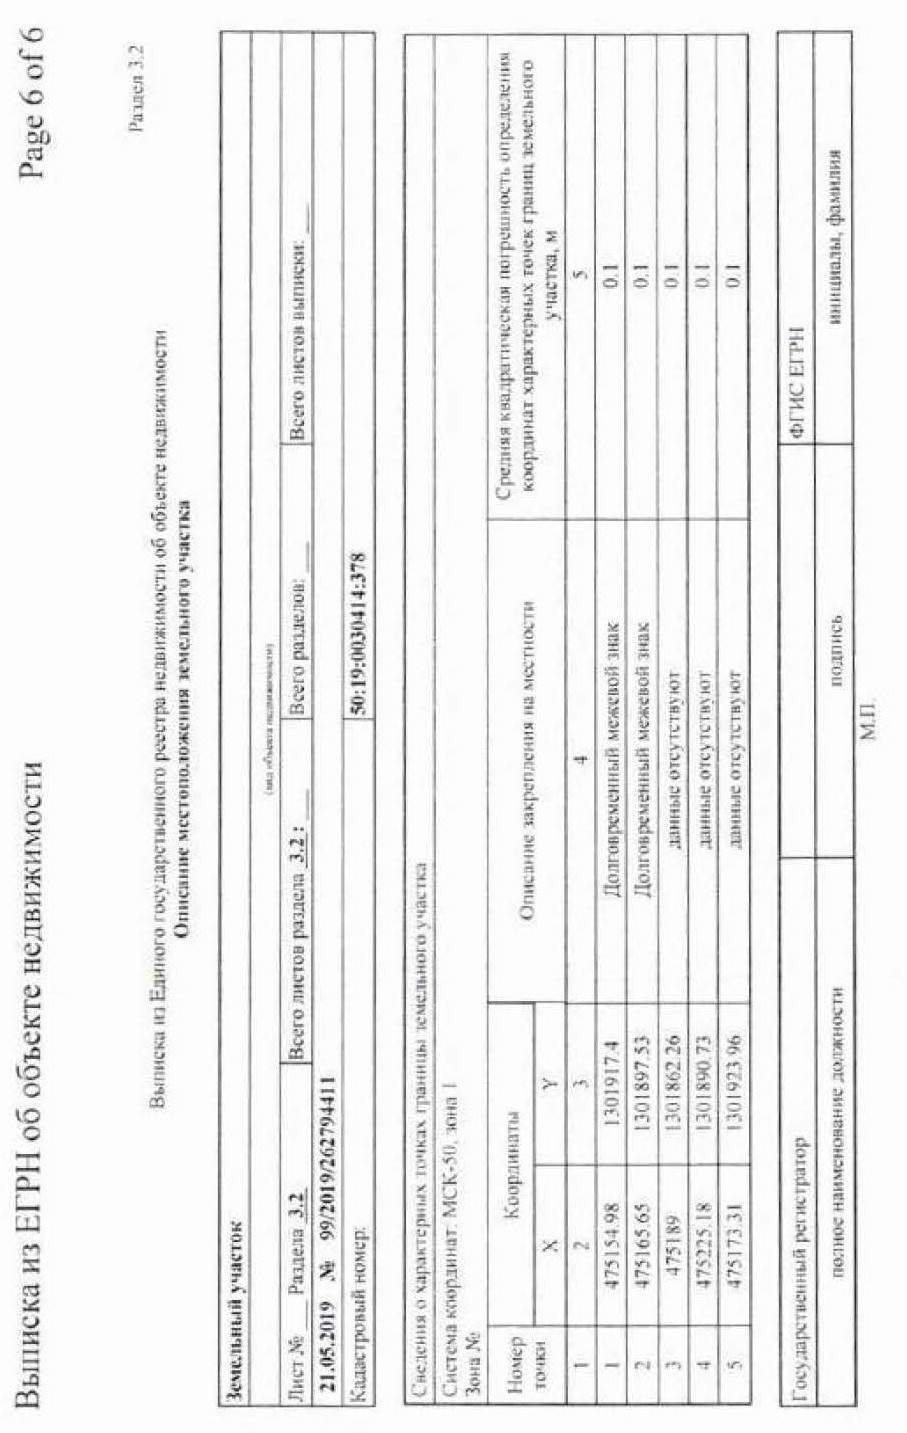 Выписка из ЕГРН об объекте недвижимости Page 6 of 6
Раздел 3.2
Выписка из Единого государственного реестра недвижимости об объекте недвижимости
Описание местоположения земельного участка
Земельный участок
(вид объекта недвижимости)
Лист № ___ Раздела 3.2 Всего листов раздела 3.2 : ___ Всего разделов: ___ Всего листов выписки: ___
21.05.2019 № 99/2019/262794411
Кадастровый номер: 50:19:0030414:378
Сведения о характерных точках границы земельного участка
Система координат: МСК-50, зона 1
Зона №
Номер точки Координаты Описание закрепления на местности Средняя квадратическая погрешность определения
координат характерных точек границ земельного
участка, м
X Y
1 2 3 4 5
1 475154.98 1301917.4 Долговременный межевой знак 0.1
2 475165.65 1301897.53 Долговременный межевой знак 0.1
3 475189 1301862.26 данные отсутствуют 0.1
4 475225.18 1301890.73 данные отсутствуют 0.1
5 475173.31 1301923.96 данные отсутствуют 0.1
Государственный регистратор ФГИС ЕГРН
полное наименование должности подпись инициалы, фамилия
М.П.